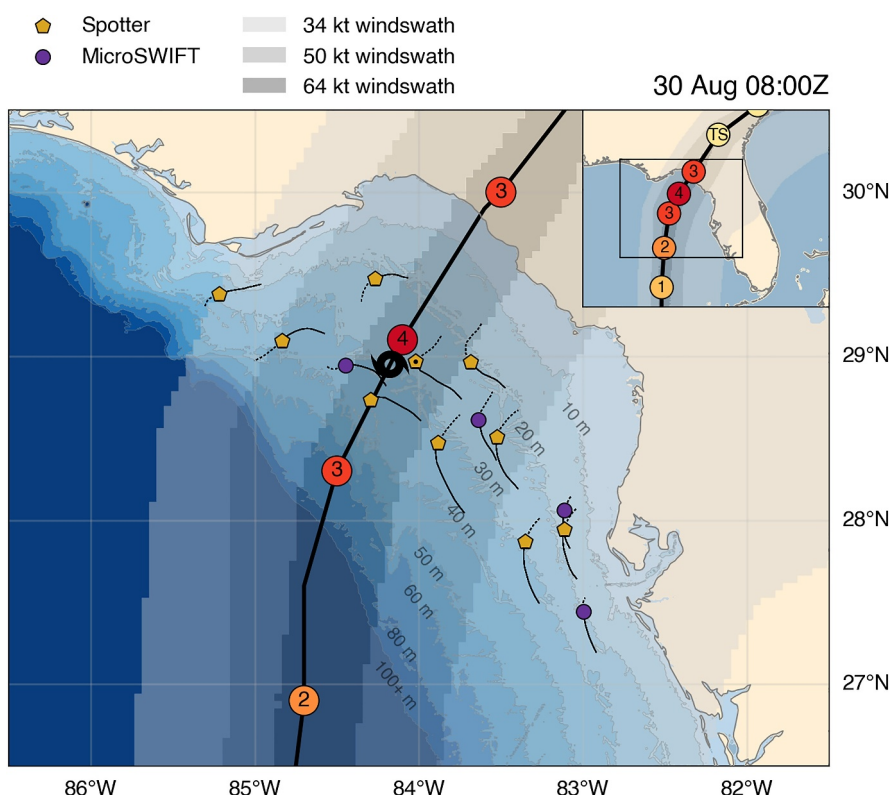 Spotter
MicroSWIFT
34 kt windswath
50 kt windswath
64 kt windswath
30 Aug 08:00Z
TS
3
4
3
2
1
3
4
3
2
10 m
20 m
30 m
40 m
50 m
60 m
80 m
100+ m
30°N
29°N
28°N
27°N
86°W
85°W
84°W
83°W
82°W